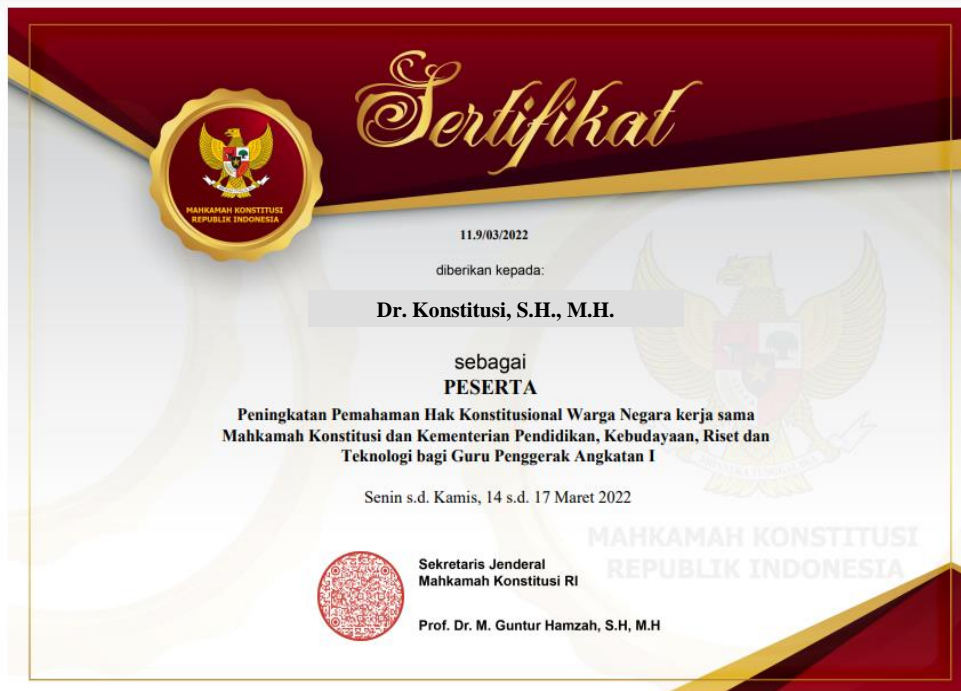 Sertifikat
MAHKAMAH KONSTITUSI
REPUBLIK INDONESIA
11.9/03/2022
diberikan kepada:
Dr. Konstitusi, S.H., M.H.
sebagai
PESERTA
Peningkatan Pemahaman Hak Konstitusional Warga Negara kerja sama
Mahkamah Konstitusi dan Kementerian Pendidikan, Kebudayaan, Riset dan
Teknologi bagi Guru Penggerak Angkatan I
Senin s.d. Kamis, 14 s.d. 17 Maret 2022
MAHKAMAH KONSTITUSI
REPUBLIK INDONESIA
Sekretaris Jenderal
Mahkamah Konstitusi RI
Prof. Dr. M. Guntur Hamzah, S.H, M.H